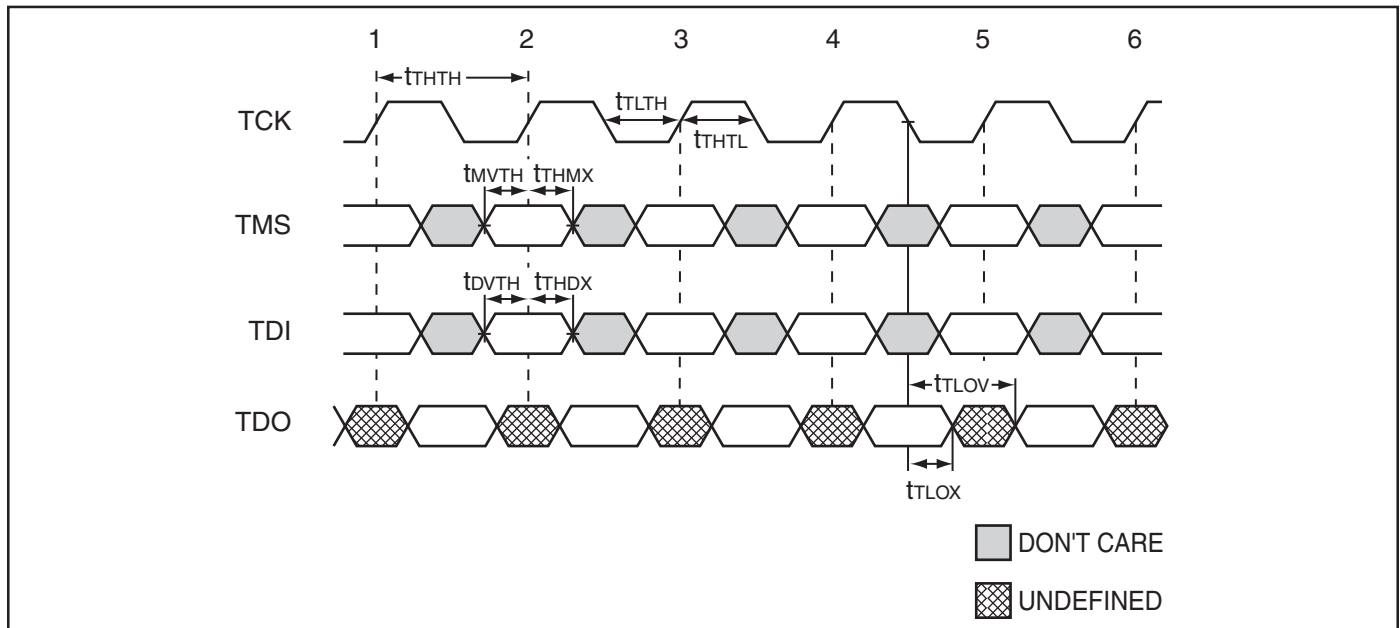 1 2 3 4 5 6
tTHTH
TCK
tTLTH
tTHTL
tMVTH tTHMX
TMS
tDVTH tTHDX
TDI
tTLOV
TDO
tTLOX
DON'T CARE
UNDEFINED